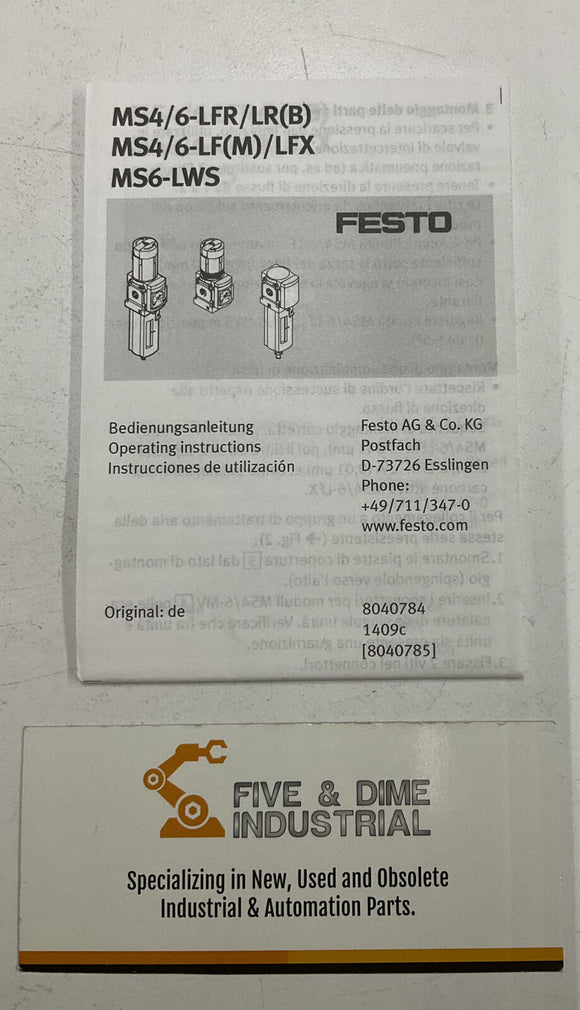 MS4/6-LFR/LR(B)
MS4/6-LF(M)/LFX
MS6-LWS
FESTO
Bedienungsanleitung
Operating instructions
Instrucciones de utilización
Festo AG & Co. KG
Postfach
D-73726 Esslingen
Phone:
+49/711/347-0
www.festo.com
Original: de
8040784
1409c
[8040785]
FIVE & DIME
INDUSTRIAL
Specializing in New, Used and Obsolete
Industrial & Automation Parts.